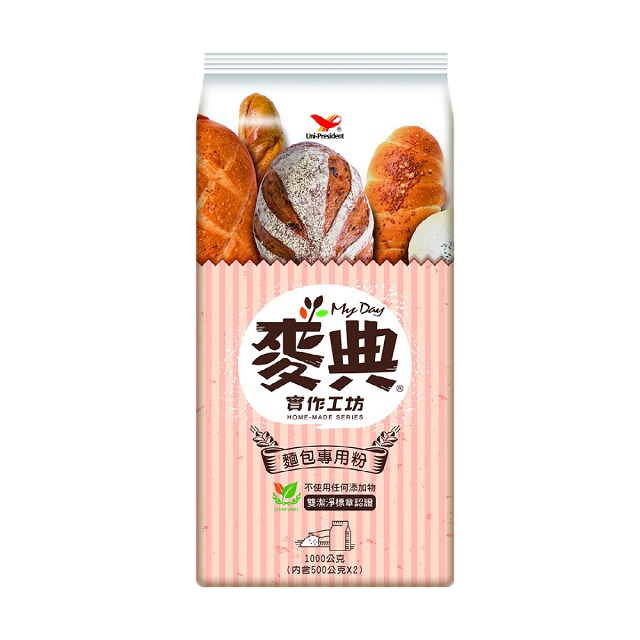 Uni-President
®
My Day
麥典®
實作工坊
HOME-MADE SERIES
麵包專用粉
不使用任何添加物
雙潔淨標章認證
CLEAN LABEL
1000公克
(內含500公克X2)